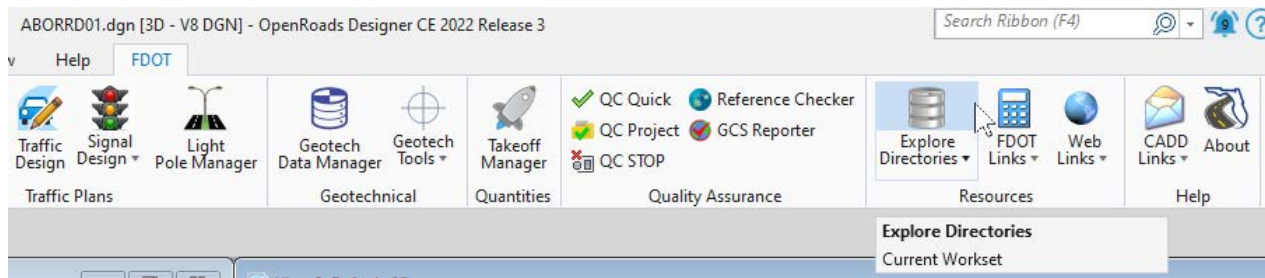 ABORRD01.dgn [3D - V8 DGN] - OpenRoads Designer CE 2022 Release 3
Search Ribbon (F4)
9
?
w Help FDOT
Traffic Design
Signal Design
Light Pole Manager
Traffic Plans
Geotech Data Manager
Geotech Tools
Geotechnical
Takeoff Manager
Quantities
QC Quick
Reference Checker
QC Project
GCS Reporter
QC STOP
Quality Assurance
Explore Directories
FDOT Links
Web Links
Resources
CADD Links
About
Help
Explore Directories
Current Workset